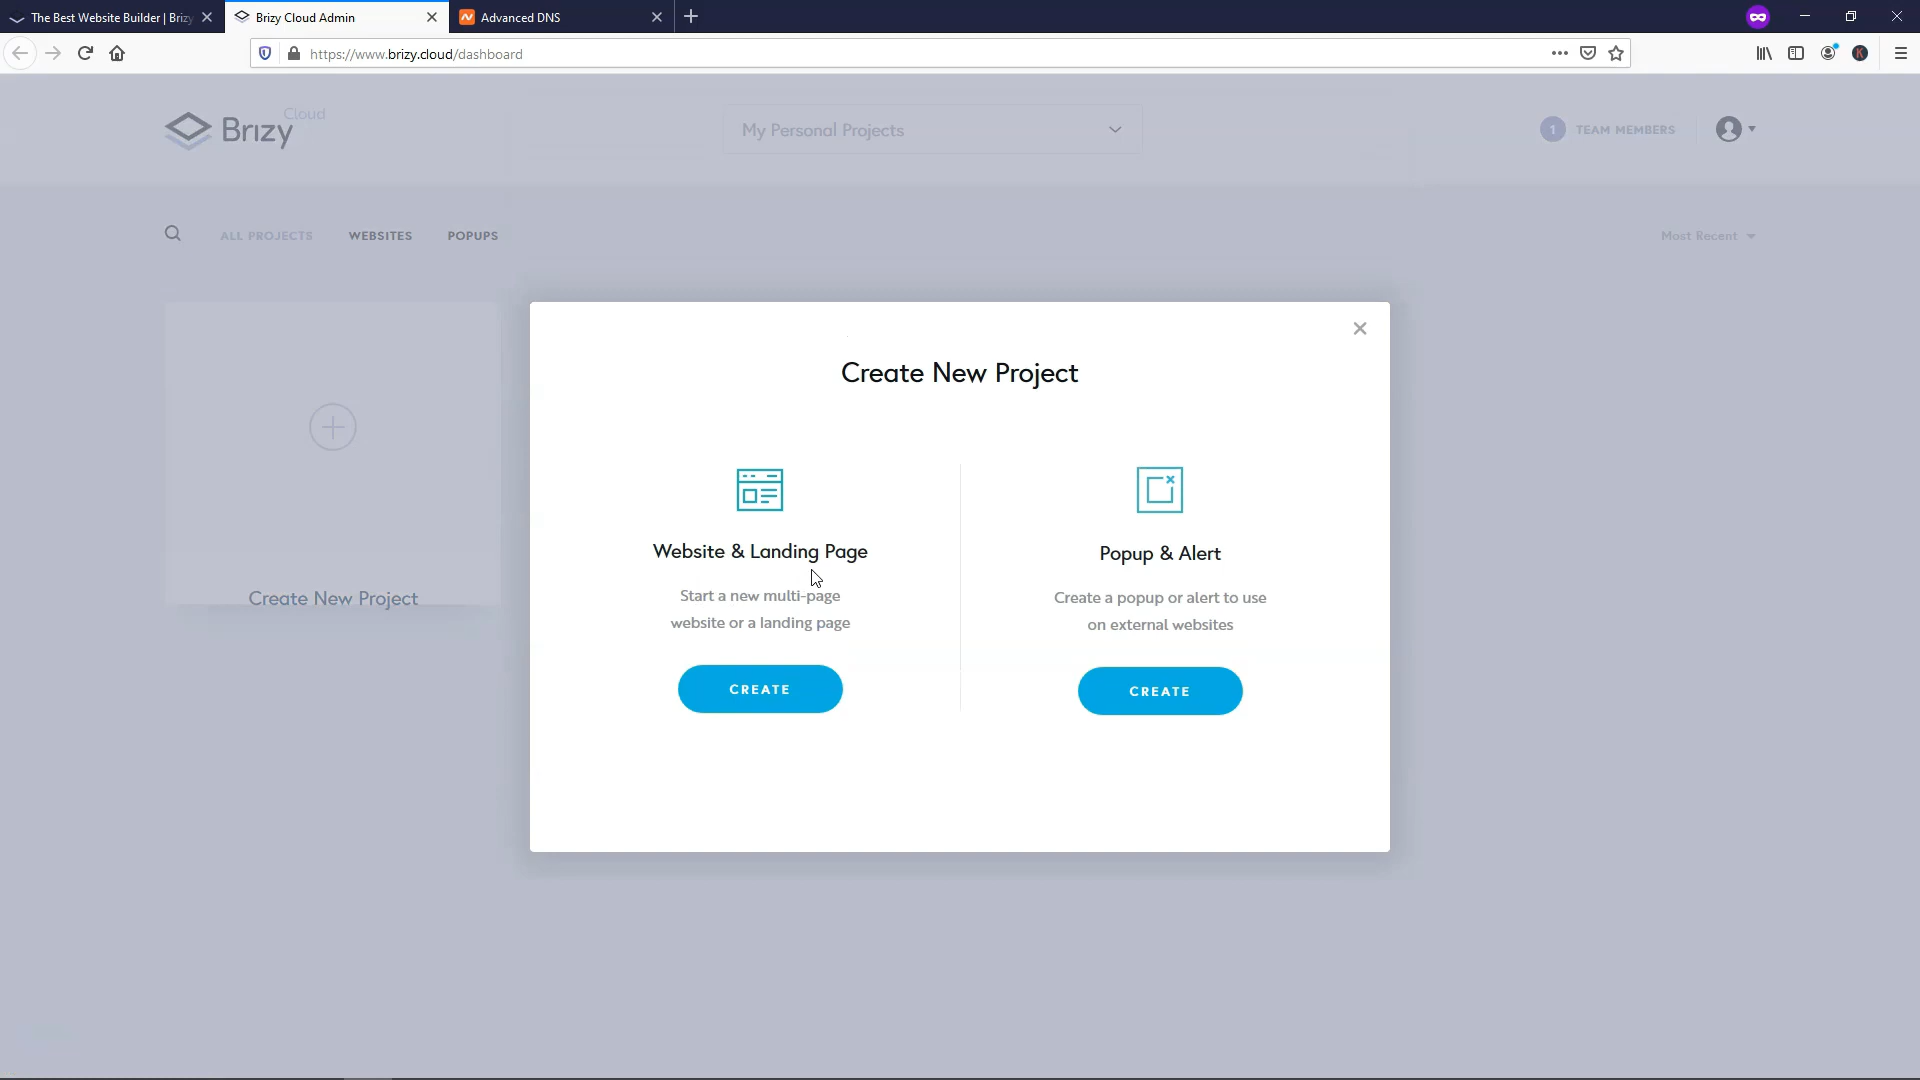 The Best Website Builder | Brizy
Brizy Cloud Admin
Advanced DNS
https://www.brizy.cloud/dashboard
Brizy Cloud
My Personal Projects
1 TEAM MEMBERS
ALL PROJECTS
WEBSITES
POPUPS
Most Recent
Create New Project
Create New Project
Website & Landing Page
Start a new multi-page
website or a landing page
CREATE
Popup & Alert
Create a popup or alert to use
on external websites
CREATE